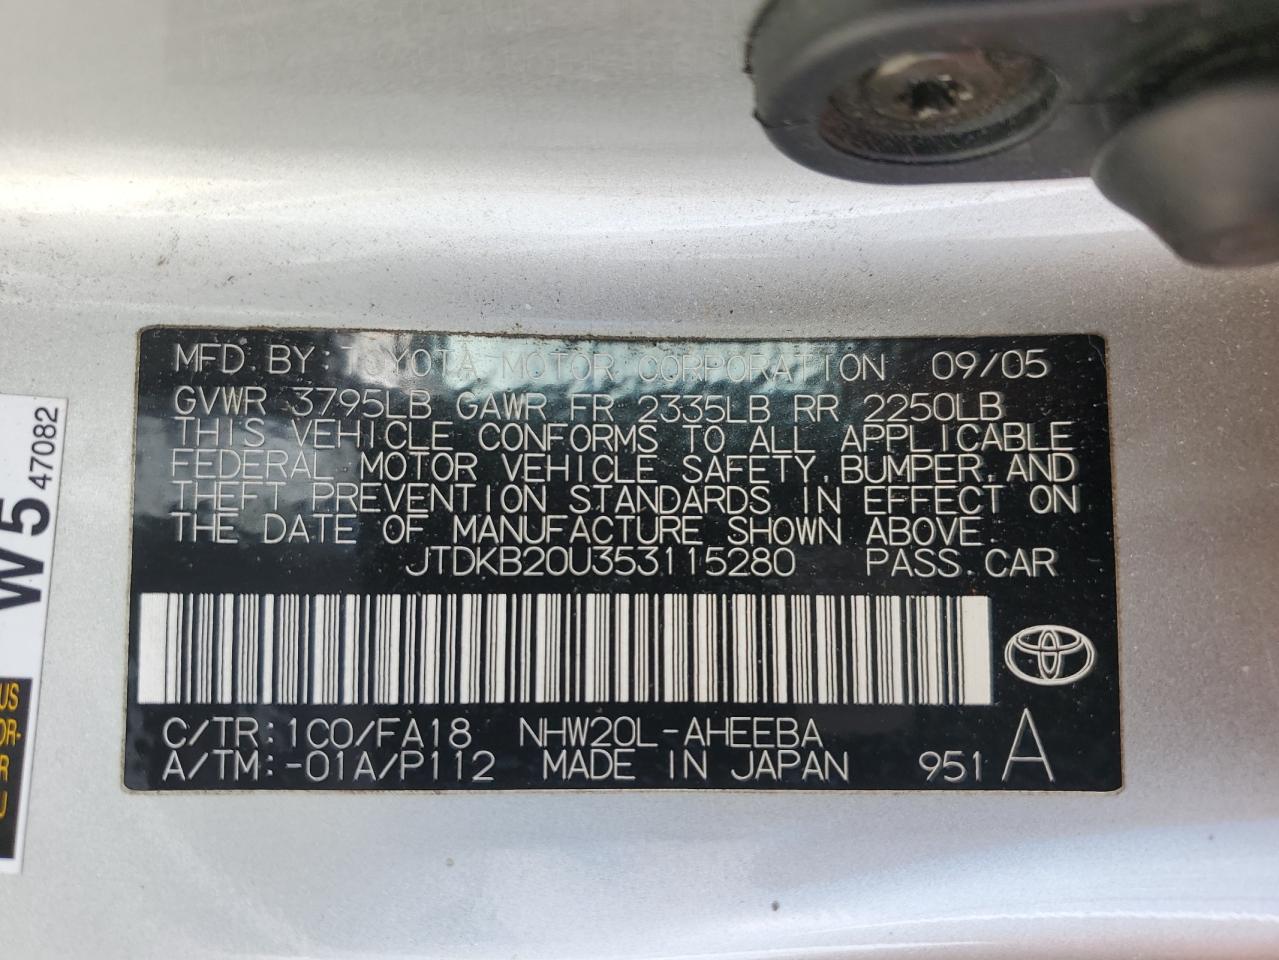 MFD. BY: TOYOTA MOTOR CORPORATION 09/05
GVWR 3795LB GAWR FR 2335LB RR 2250LB
THIS VEHICLE CONFORMS TO ALL APPLICABLE
FEDERAL MOTOR VEHICLE SAFETY, BUMPER, AND
THEFT PREVENTION STANDARDS IN EFFECT ON
THE DATE OF MANUFACTURE SHOWN ABOVE.
JTDKB20U353115280 PASS. CAR
C/TR: 1C0/FA18 NHW20L-AHEEBA
A/TM: -01A/P112 MADE IN JAPAN 951 A
W5
47082
US
OR-
R
U